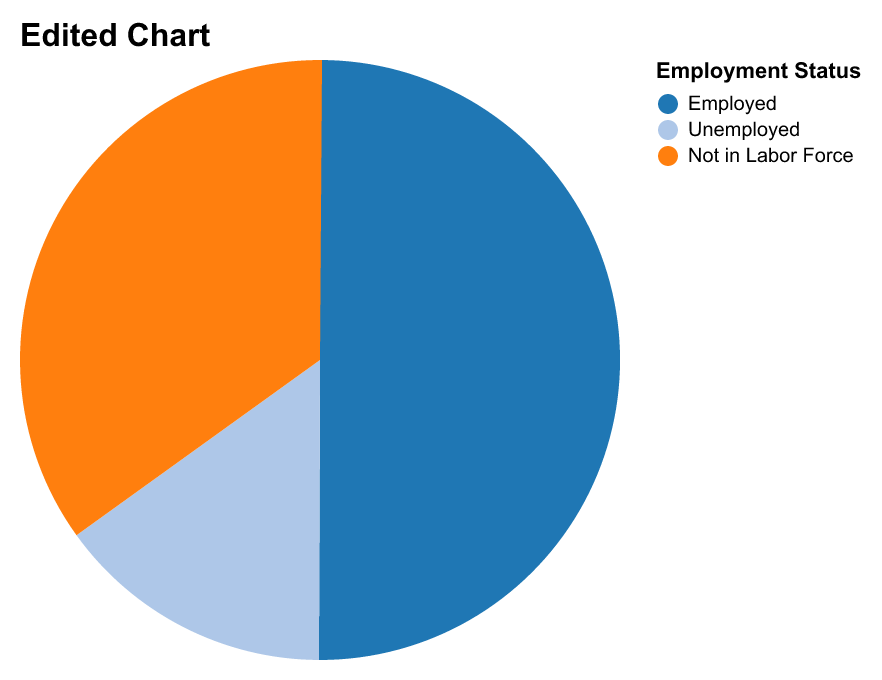 Edited Chart
Employment Status
Employed
Unemployed
Not in Labor Force